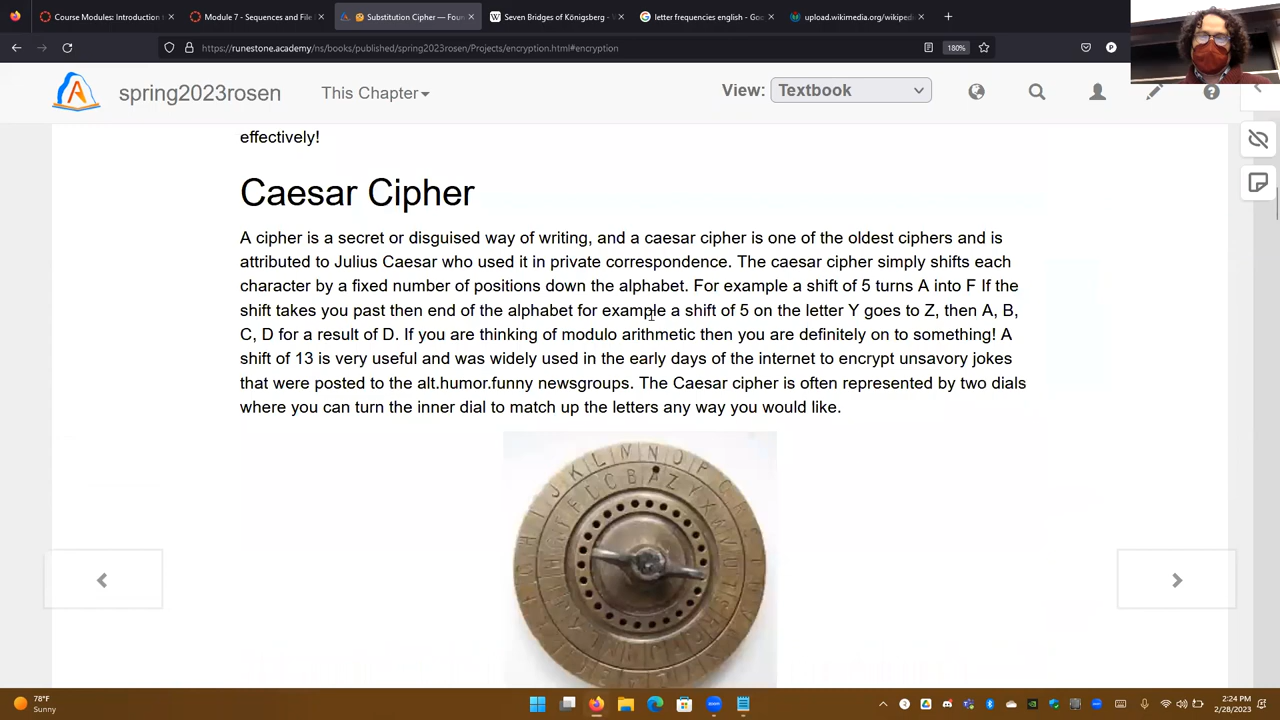 Course Modules: Introduction
Module 7 - Sequences and File
Substitution Cipher — Foun
Seven Bridges of Königsberg -
letter frequencies english - Goo
upload.wikimedia.org/wikiped
https://runestone.academy/ns/books/published/spring2023rosen/Projects/encryption.html#encryption
180%
spring2023rosen
This Chapter
View:
Textbook
effectively!
Caesar Cipher
A cipher is a secret or disguised way of writing, and a caesar cipher is one of the oldest ciphers and is
attributed to Julius Caesar who used it in private correspondence. The caesar cipher simply shifts each
character by a fixed number of positions down the alphabet. For example a shift of 5 turns A into F If the
shift takes you past then end of the alphabet for example a shift of 5 on the letter Y goes to Z, then A, B,
C, D for a result of D. If you are thinking of modulo arithmetic then you are definitely on to something! A
shift of 13 is very useful and was widely used in the early days of the internet to encrypt unsavory jokes
that were posted to the alt.humor.funny newsgroups. The Caesar cipher is often represented by two dials
where you can turn the inner dial to match up the letters any way you would like.
78°F
Sunny
2:24 PM
2/28/2023